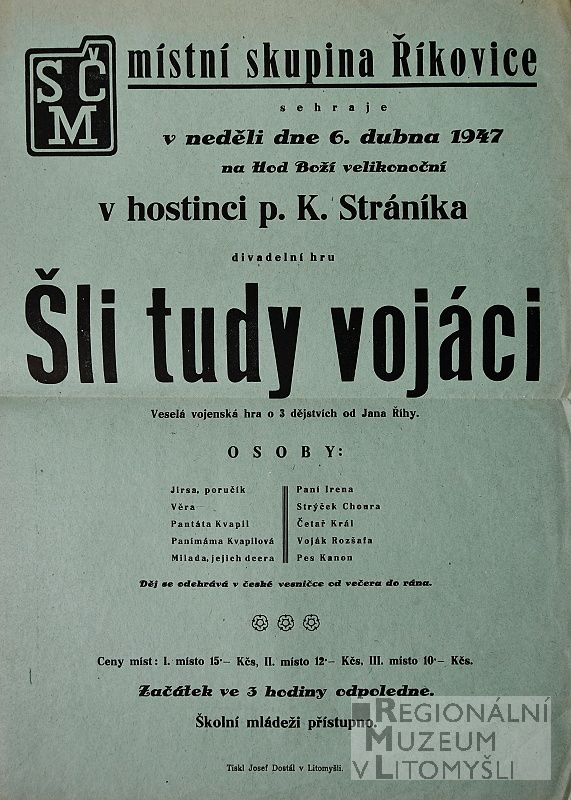 SČM
místní skupina Říkovice
sehraje
v neděli dne 6. dubna 1947
na Hod Boží velikonoční
v hostinci p. K. Stráníka
divadelní hru
Šli tudy vojáci
Veselá vojenská hra o 3 dějstvích od Jana Říhy.
OSOBY:
Jirsa, poručík
Věra
Pantáta Kvapil
Panímáma Kvapilová
Milada, jejich dcera
Paní Irena
Strýček Choura
Četař Král
Voják Rozšafa
Pes Kanon
Děj se odehrává v české vesničce od večera do rána.
Ceny míst: I. místo 15·— Kčs, II. místo 12·— Kčs, III. místo 10·— Kčs.
Začátek ve 3 hodiny odpoledne.
Školní mládeži přístupno.
Tiskl Josef Dostál v Litomyšli.
REGIONÁLNÍ
MUZEUM
V LITOMYŠLI